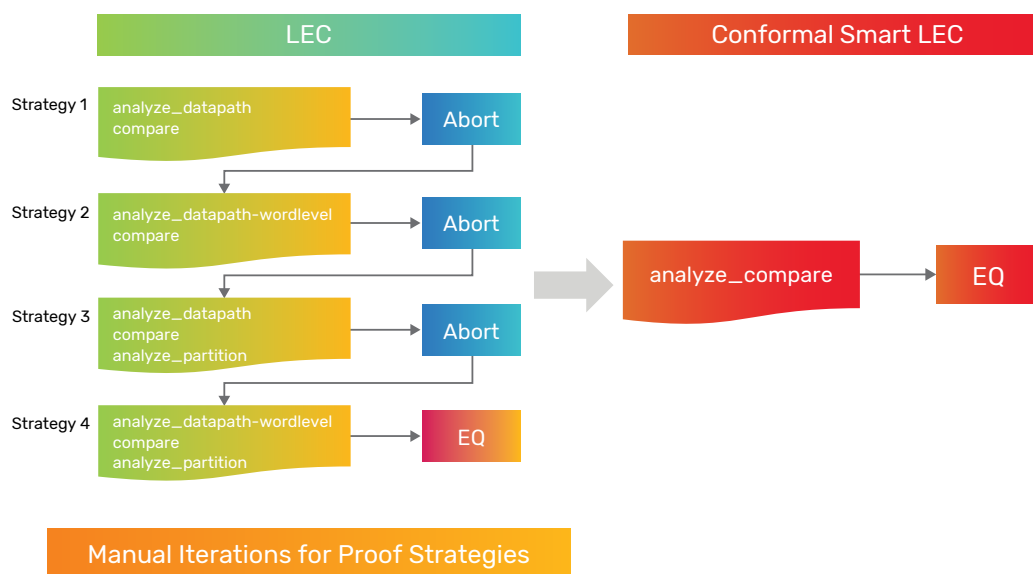 LEC
Conformal Smart LEC
Strategy 1
analyze_datapath
compare
Abort
Strategy 2
analyze_datapath-wordlevel
compare
Abort
Strategy 3
analyze_datapath
compare
analyze_partition
Abort
Strategy 4
analyze_datapath-wordlevel
compare
analyze_partition
EQ
analyze_compare
EQ
Manual Iterations for Proof Strategies